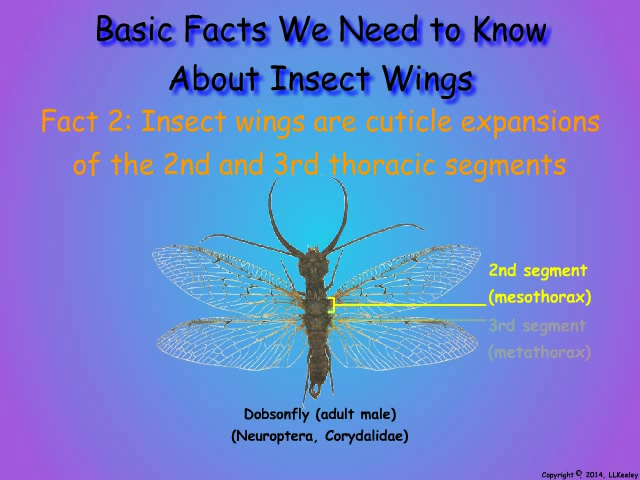 Basic Facts We Need to Know
About Insect Wings
Fact 2: Insect wings are cuticle expansions
of the 2nd and 3rd thoracic segments
2nd segment
(mesothorax)
3rd segment
(metathorax)
Dobsonfly (adult male)
(Neuroptera, Corydalidae)
Copyright ©, 2014, LLKeeley